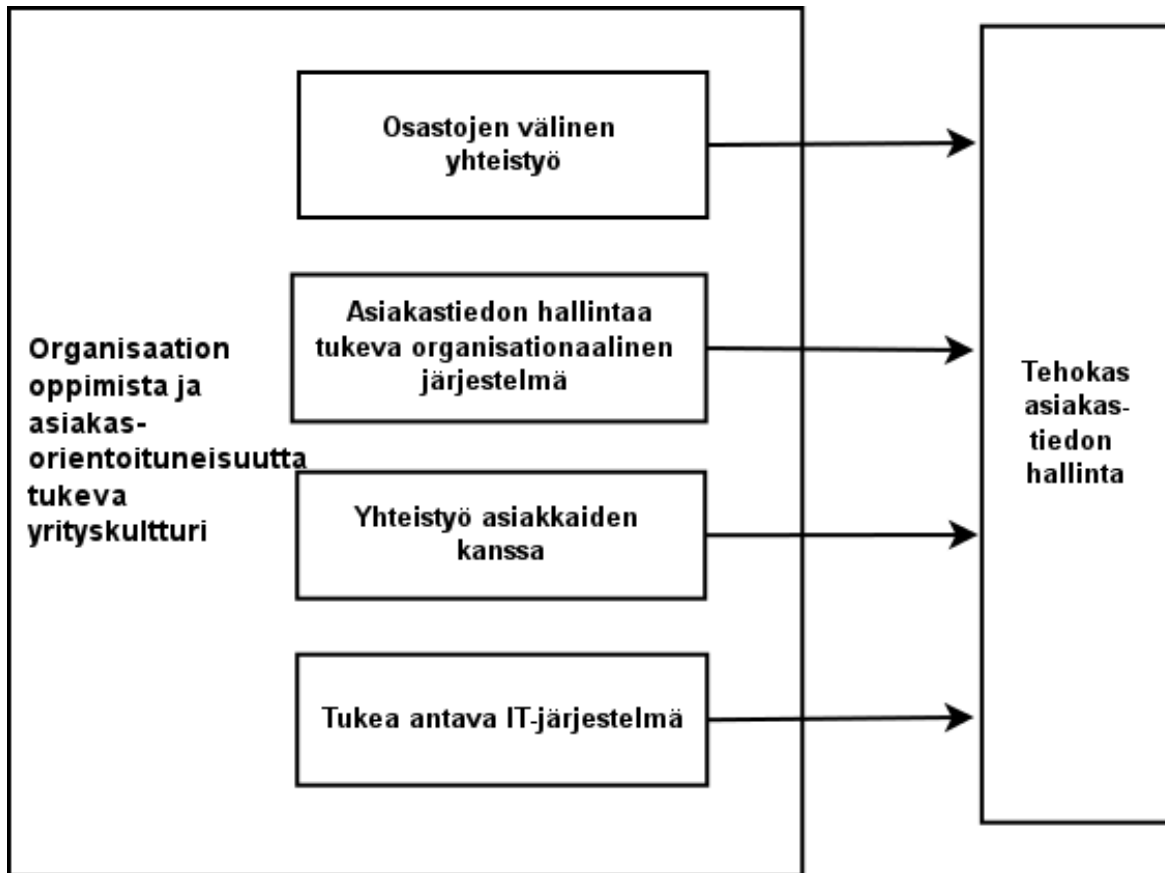 Osastojen välinen
yhteistyö
Asiakastiedon hallintaa
tukeva organisationaalinen
järjestelmä
Organisaation
oppimista ja
asiakas-
orientoituneisuutta
tukeva
yrityskultturi
Yhteistyö asiakkaiden
kanssa
Tukea antava IT-järjestelmä
Tehokas
asiakas-
tiedon
hallinta